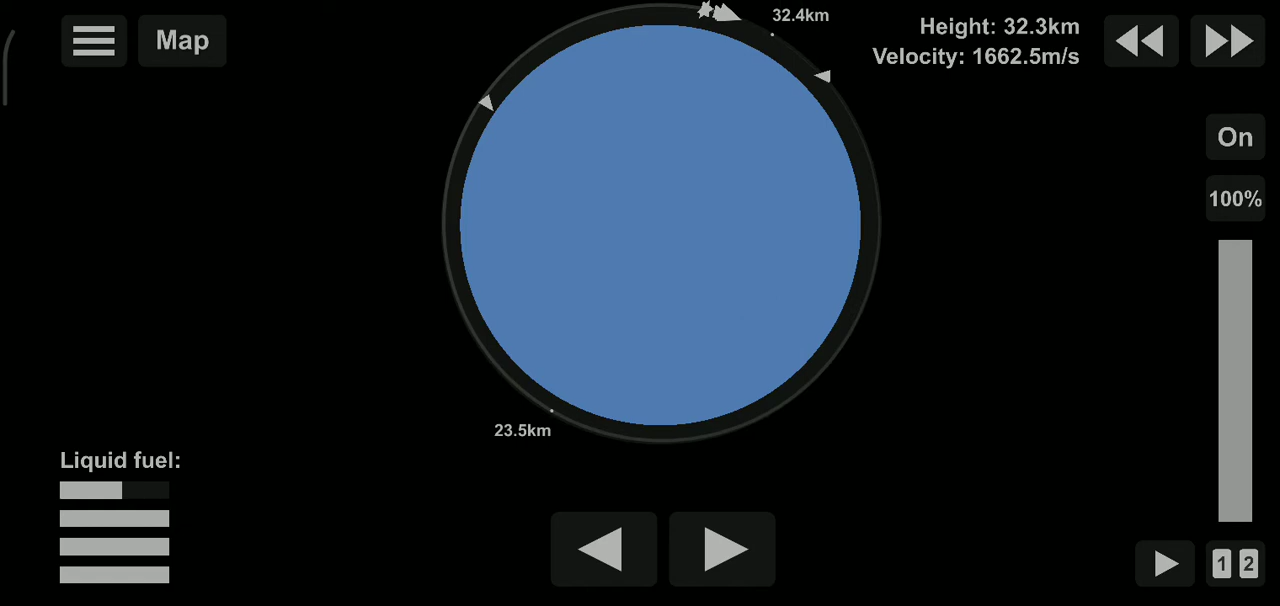 Map
32.4km
Height: 32.3km
Velocity: 1662.5m/s
On
100%
23.5km
Liquid fuel:
1 2